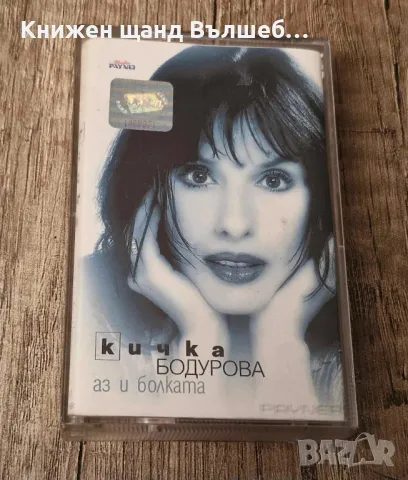 Книжен щанд Вълшеб...
PAYNER
кичка
БОДУРОВА
аз и болката
PAYNER
BAZAR